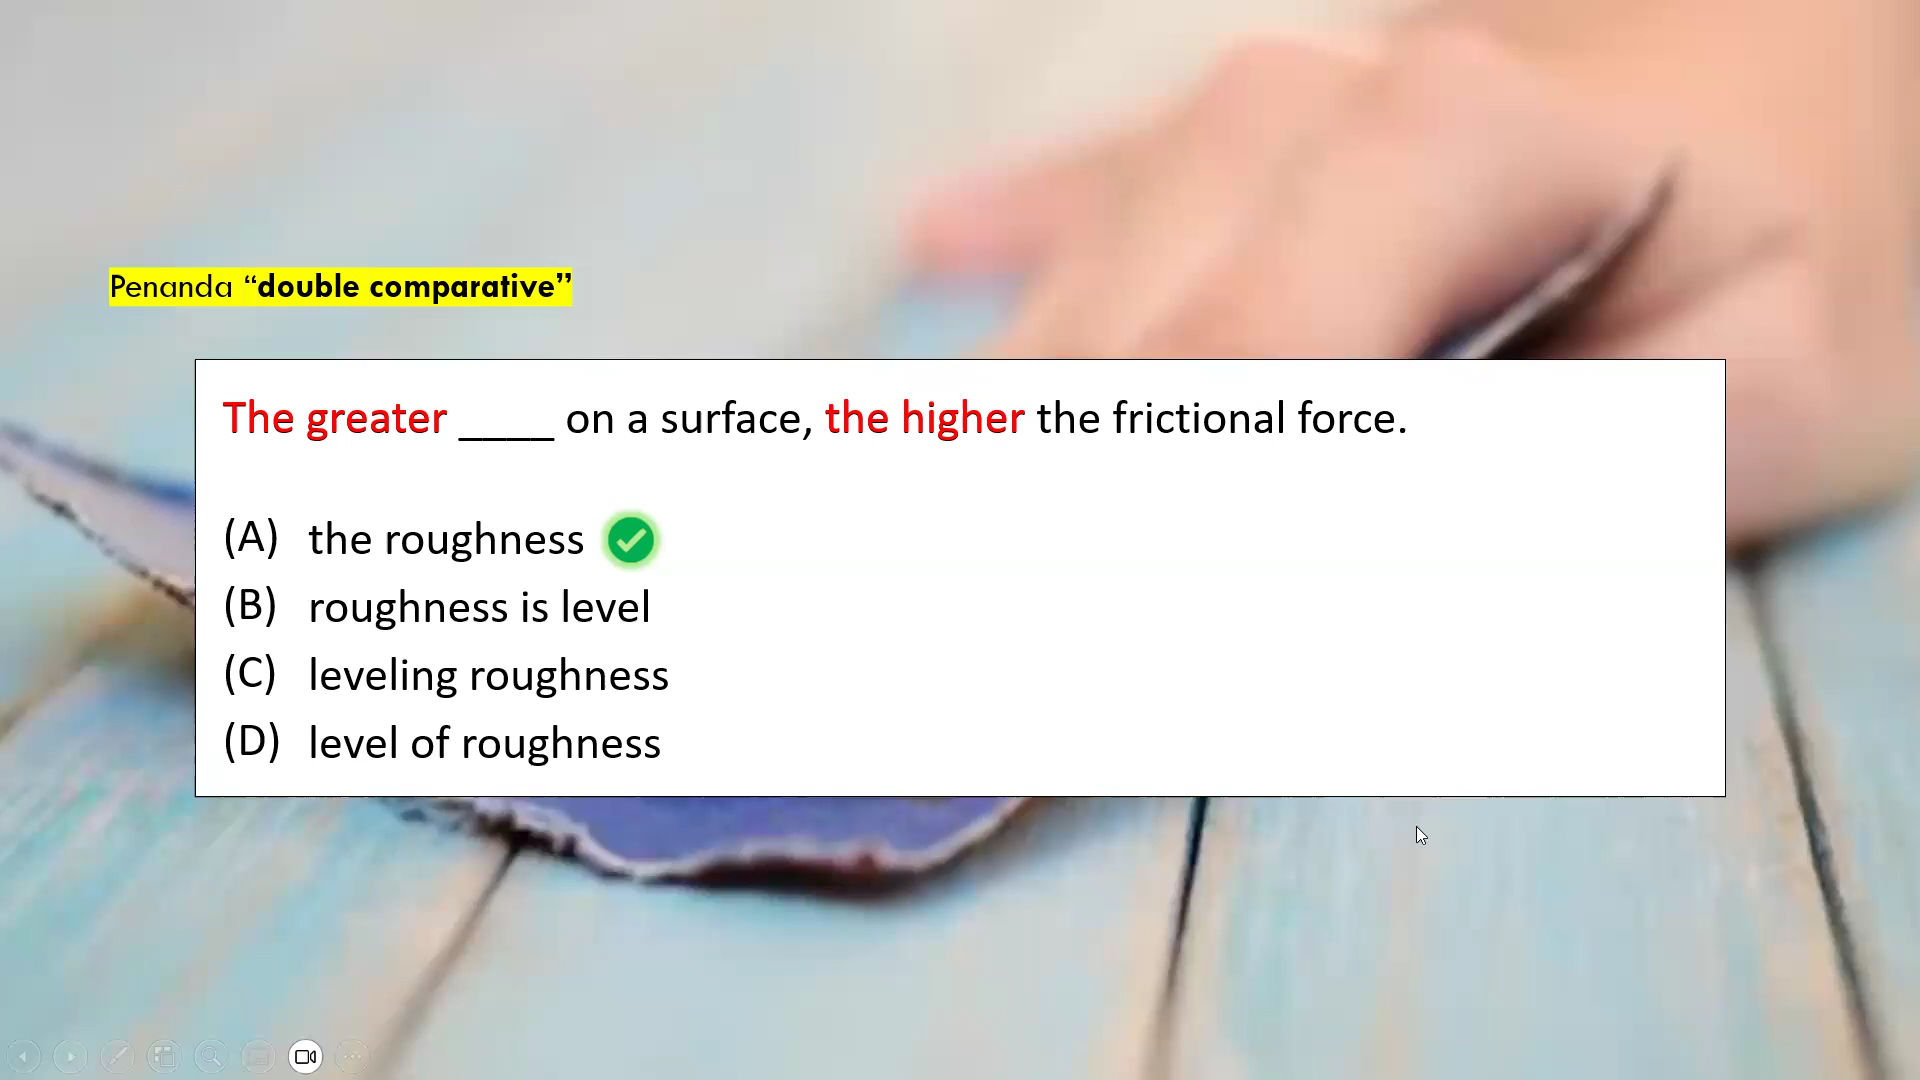 Penanda “double comparative”
The greater ____ on a surface, the higher the frictional force.
(A) the roughness
(B) roughness is level
(C) leveling roughness
(D) level of roughness